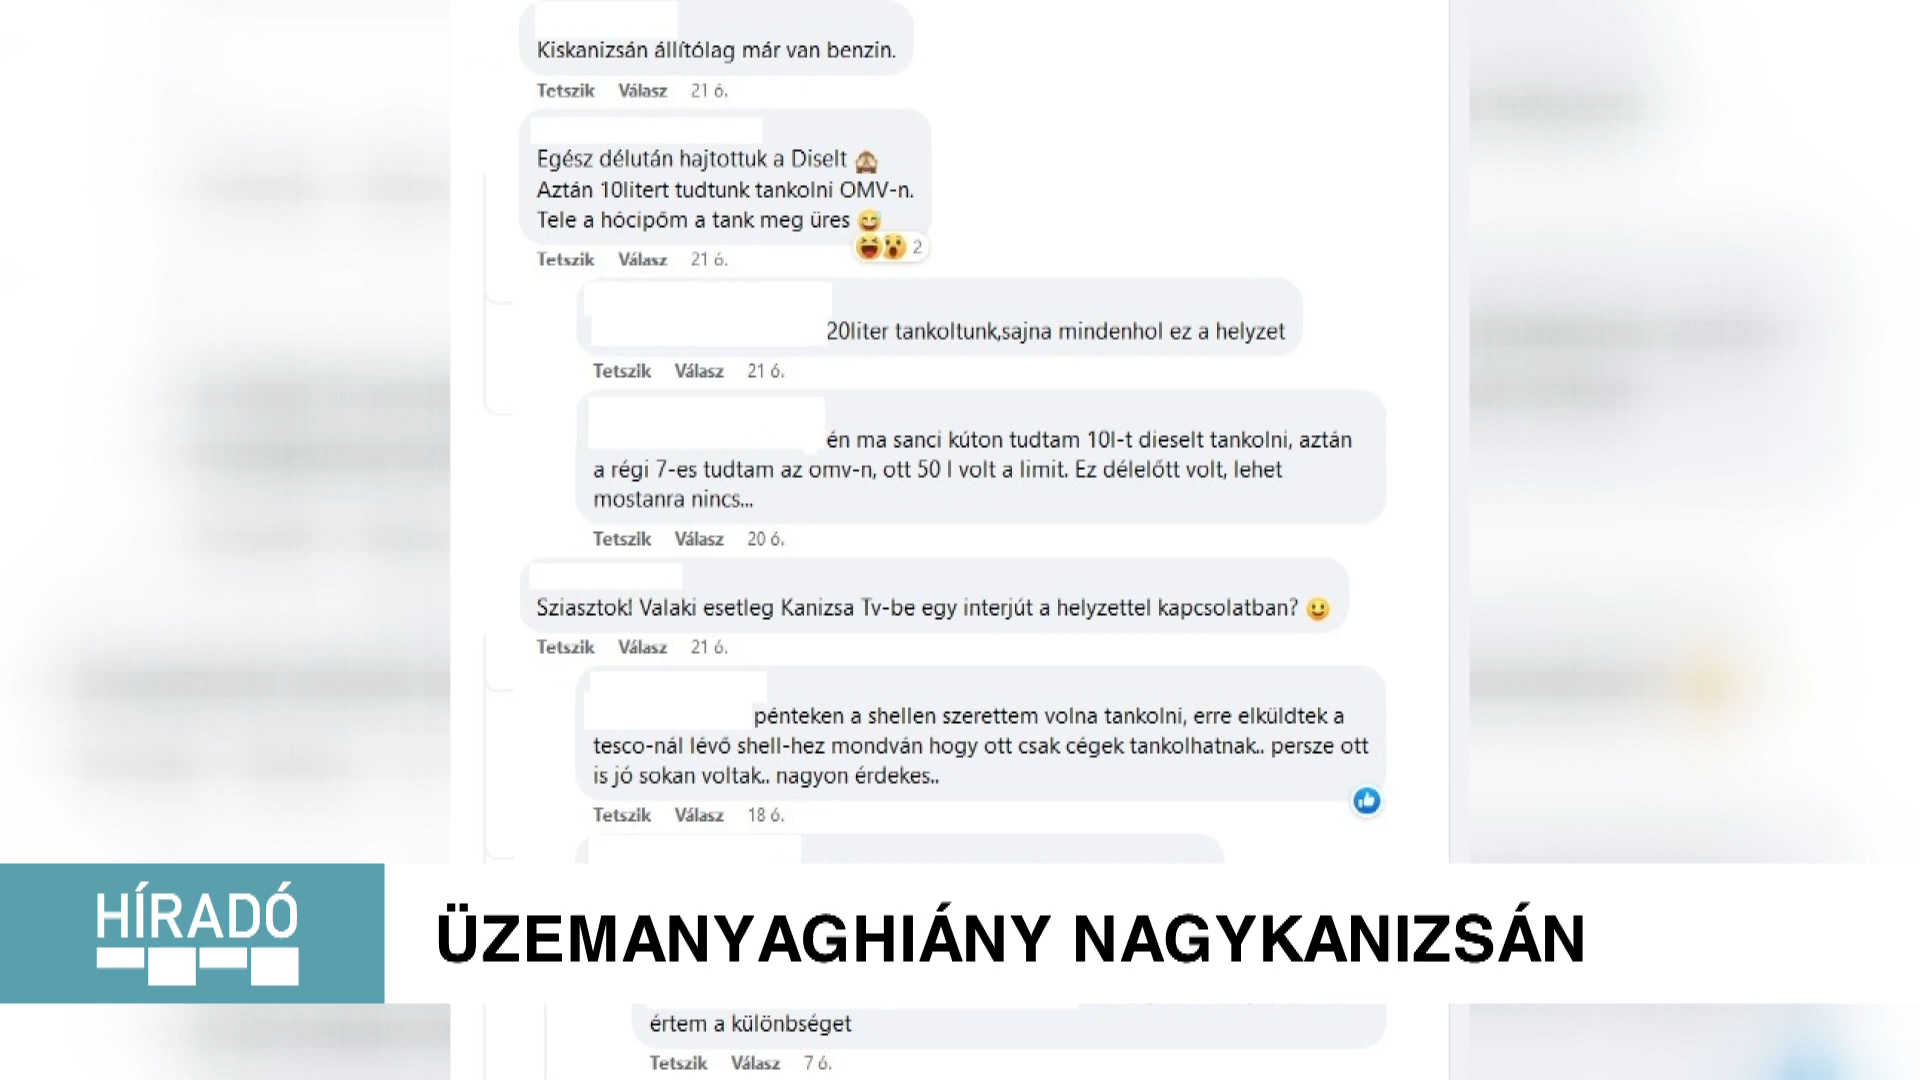 Kiskanizsán állítólag már van benzin.
Tetszik Válasz 21 ó.
Egész délután hajtottuk a Diselt 🙈
Aztán 10litert tudtunk tankolni OMV-n.
Tele a hócipőm a tank meg üres 😅
2
Tetszik Válasz 21 ó.
20liter tankoltunk,sajna mindenhol ez a helyzet
Tetszik Válasz 21 ó.
én ma sanci kúton tudtam 10l-t dieselt tankolni, aztán
a régi 7-es tudtam az omv-n, ott 50 l volt a limit. Ez délelőtt volt, lehet
mostanra nincs...
Tetszik Válasz 20 ó.
Sziasztok! Valaki esetleg Kanizsa Tv-be egy interjút a helyzettel kapcsolatban? 🙂
Tetszik Válasz 21 ó.
pénteken a shellen szerettem volna tankolni, erre elküldtek a
tesco-nál lévő shell-hez mondván hogy ott csak cégek tankolhatnak.. persze ott
is jó sokan voltak.. nagyon érdekes..
Tetszik Válasz 18 ó.
HÍRADÓ
ÜZEMANYAGHIÁNY NAGYKANIZSÁN
értem a különbséget
Tetszik Válasz 7 ó.